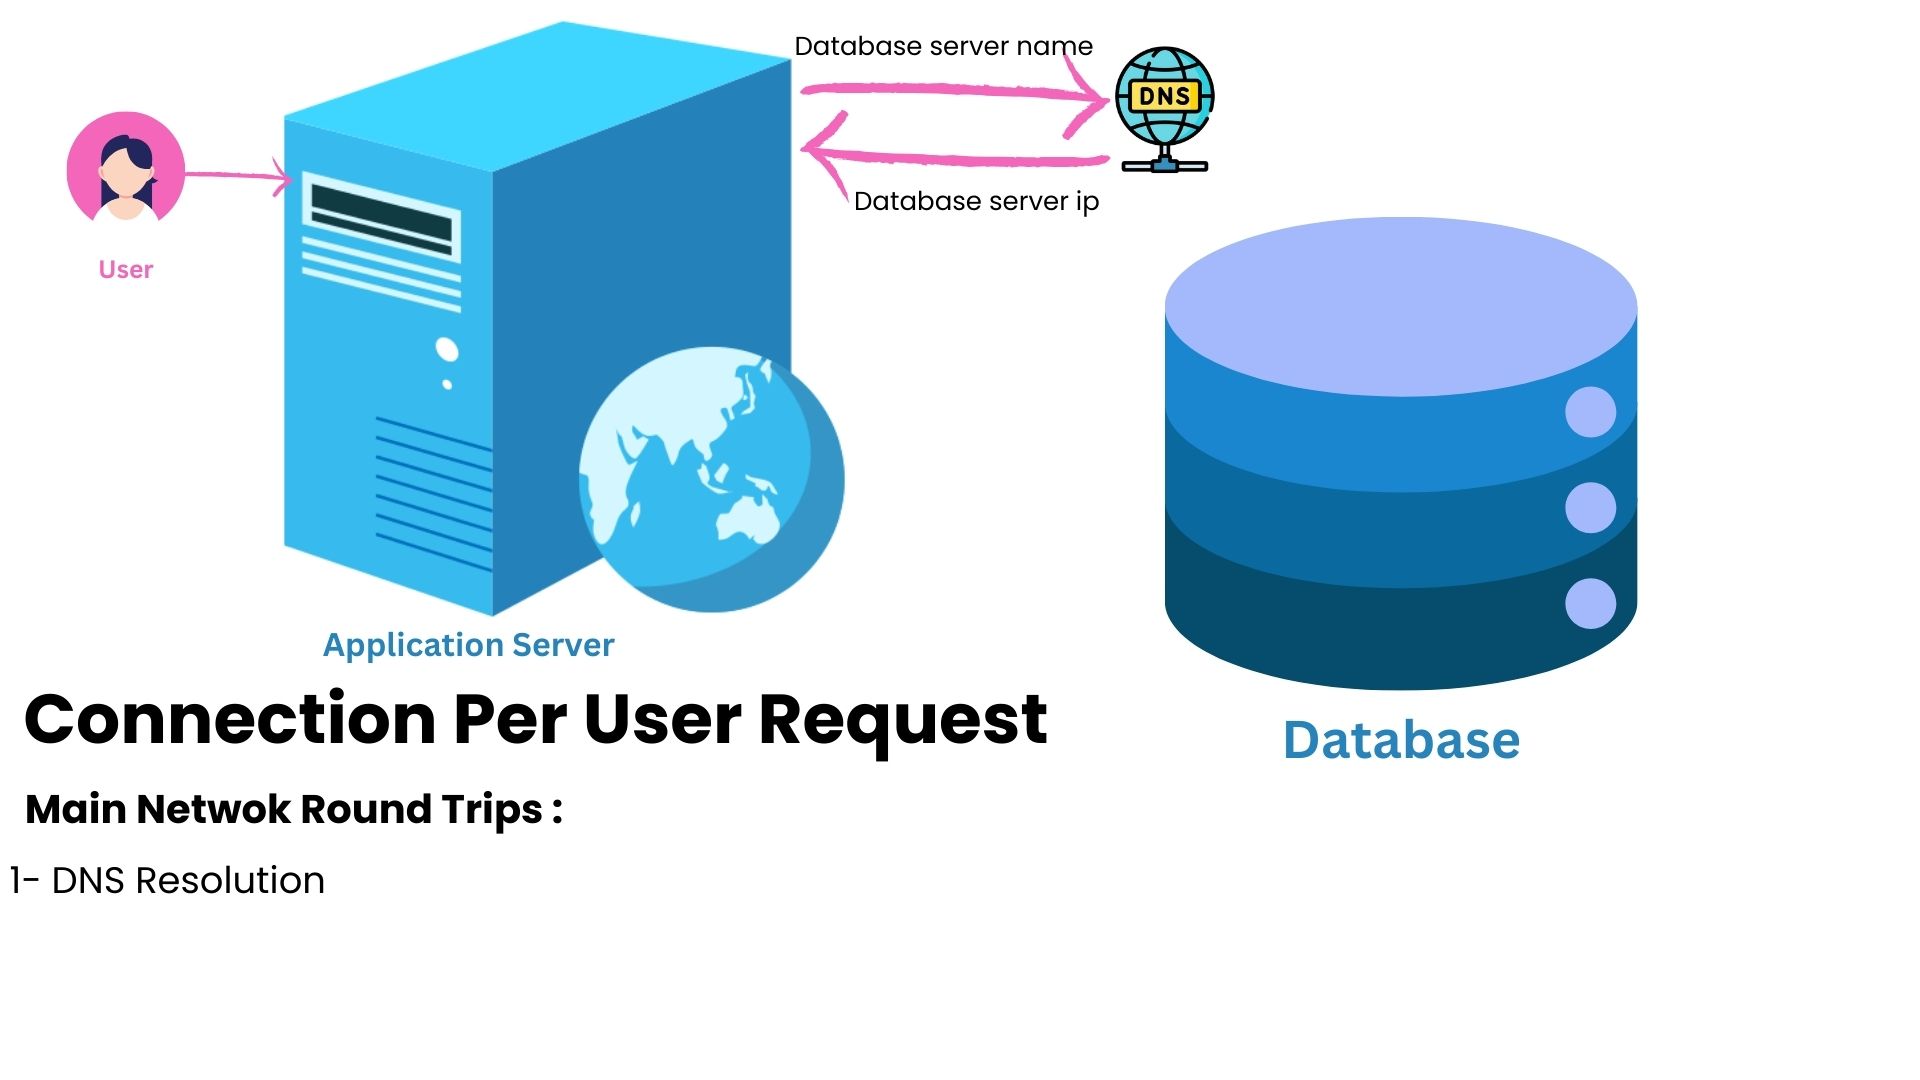 Database server name
DNS
Database server ip
User
Application Server
Connection Per User Request
Database
Main Netwok Round Trips :
1- DNS Resolution